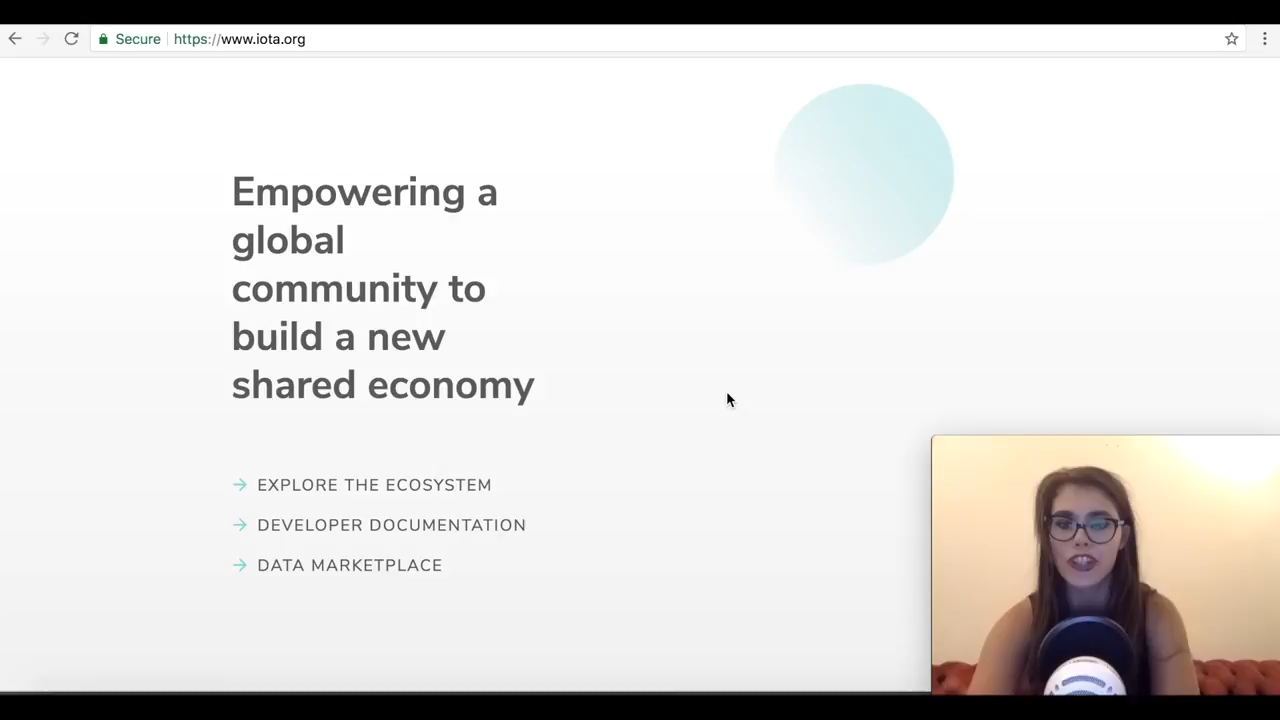 Secure https://www.iota.org
Empowering a
global
community to
build a new
shared economy
EXPLORE THE ECOSYSTEM
DEVELOPER DOCUMENTATION
DATA MARKETPLACE